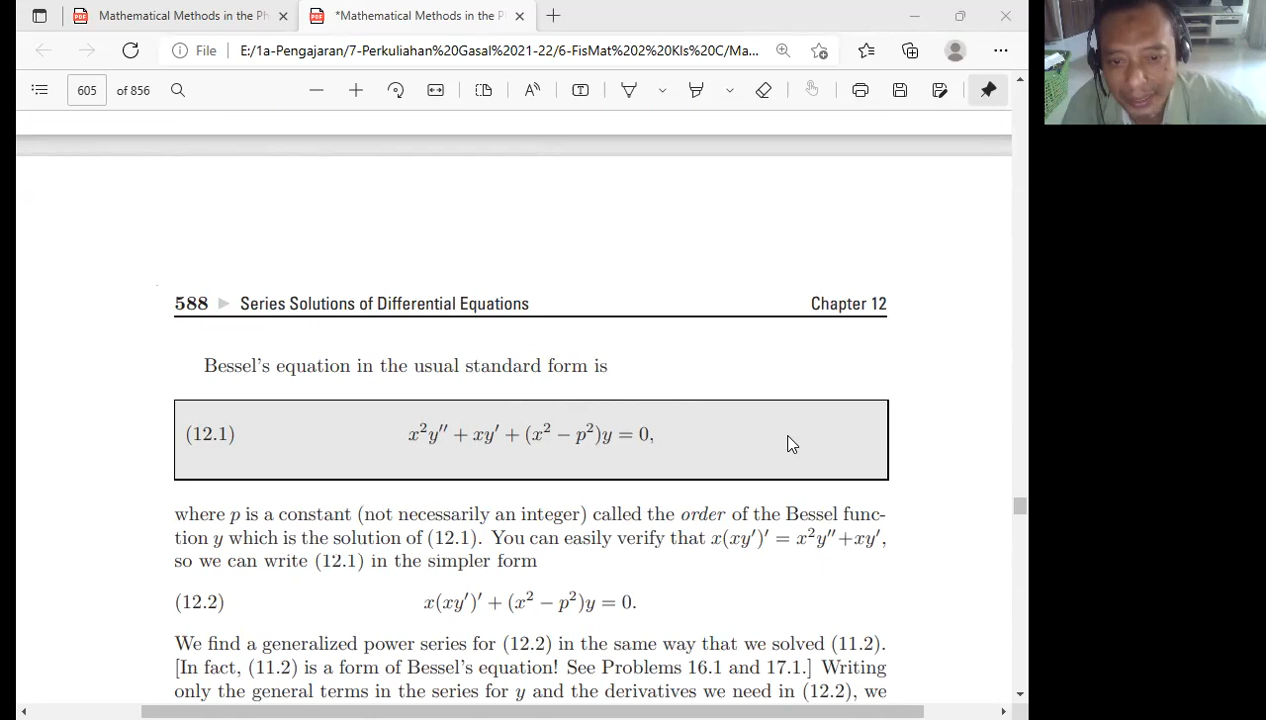 Mathematical Methods in the Ph
*Mathematical Methods in the P
File E:/1a-Pengajaran/7-Perkuliahan%20Gasal%2021-22/6-FisMat%202%20Kls%20C/Ma...
605 of 856
588 Series Solutions of Differential Equations Chapter 12
Bessel's equation in the usual standard form is
(12.1) x²y″ + xy′ + (x² − p²)y = 0,
where p is a constant (not necessarily an integer) called the order of the Bessel func-
tion y which is the solution of (12.1). You can easily verify that x(xy′)′ = x²y″+xy′,
so we can write (12.1) in the simpler form
(12.2) x(xy′)′ + (x² − p²)y = 0.
We find a generalized power series for (12.2) in the same way that we solved (11.2).
[In fact, (11.2) is a form of Bessel's equation! See Problems 16.1 and 17.1.] Writing
only the general terms in the series for y and the derivatives we need in (12.2), we